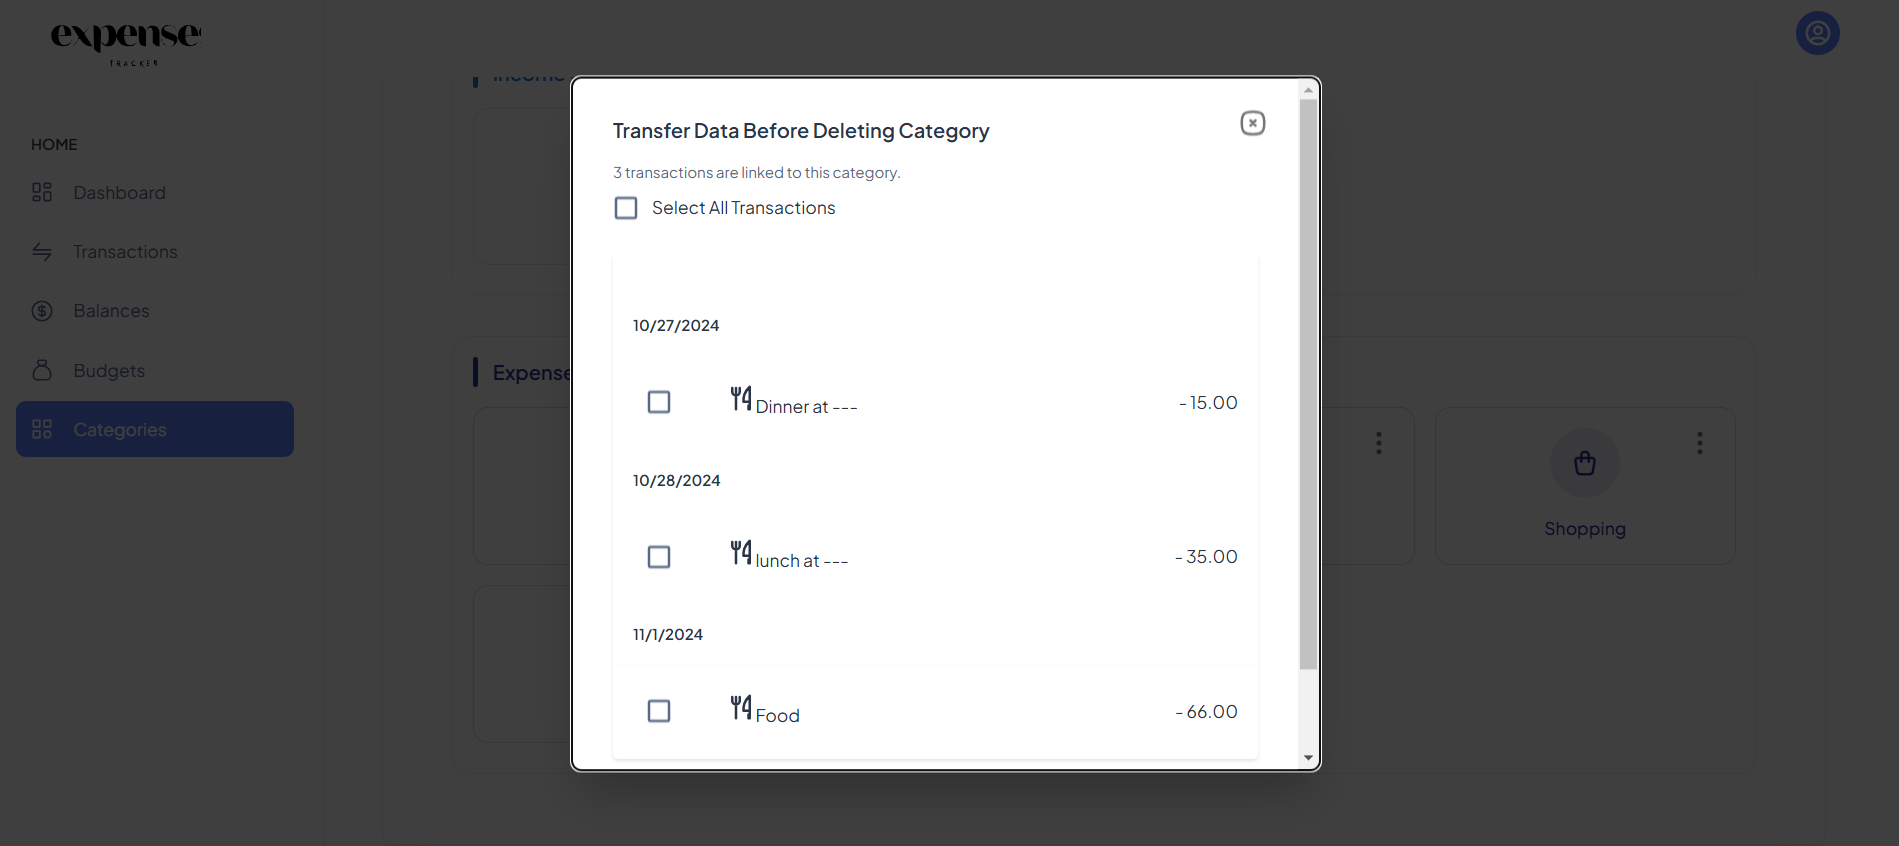 expense
TRACKER
HOME
Dashboard
Transactions
Balances
Budgets
Categories
Income
Expense
Shopping
Transfer Data Before Deleting Category
3 transactions are linked to this category.
Select All Transactions
10/27/2024
Dinner at --- - 15.00
10/28/2024
lunch at --- - 35.00
11/1/2024
Food - 66.00